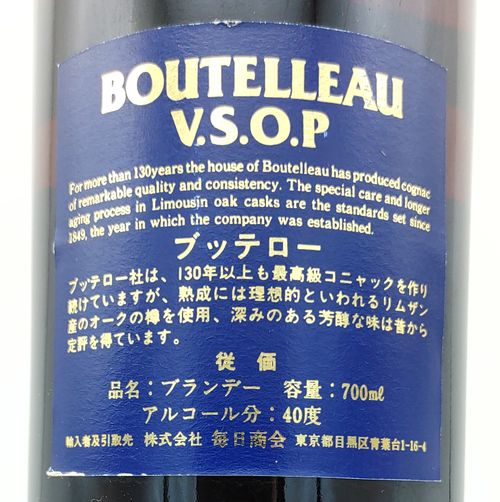 BOUTELLEAU
V.S.O.P
For more than 130years the house of Boutelleau has produced cognac
of remarkable quality and consistency. The special care and longer
aging process in Limousin oak casks are the standards set since
1849, the year in which the company was established.
ブッテロー
ブッテロー社は、130年以上も最高級コニャックを作り
続けていますが、熟成には理想的といわれるリムザン
産のオークの樽を使用、深みのある芳醇な味は昔から
定評を得ています。
従価
品名：ブランデー 容量：700ml
アルコール分：40度
輸入者及引取先 株式会社 毎日商会 東京都目黒区青葉台1-16-4